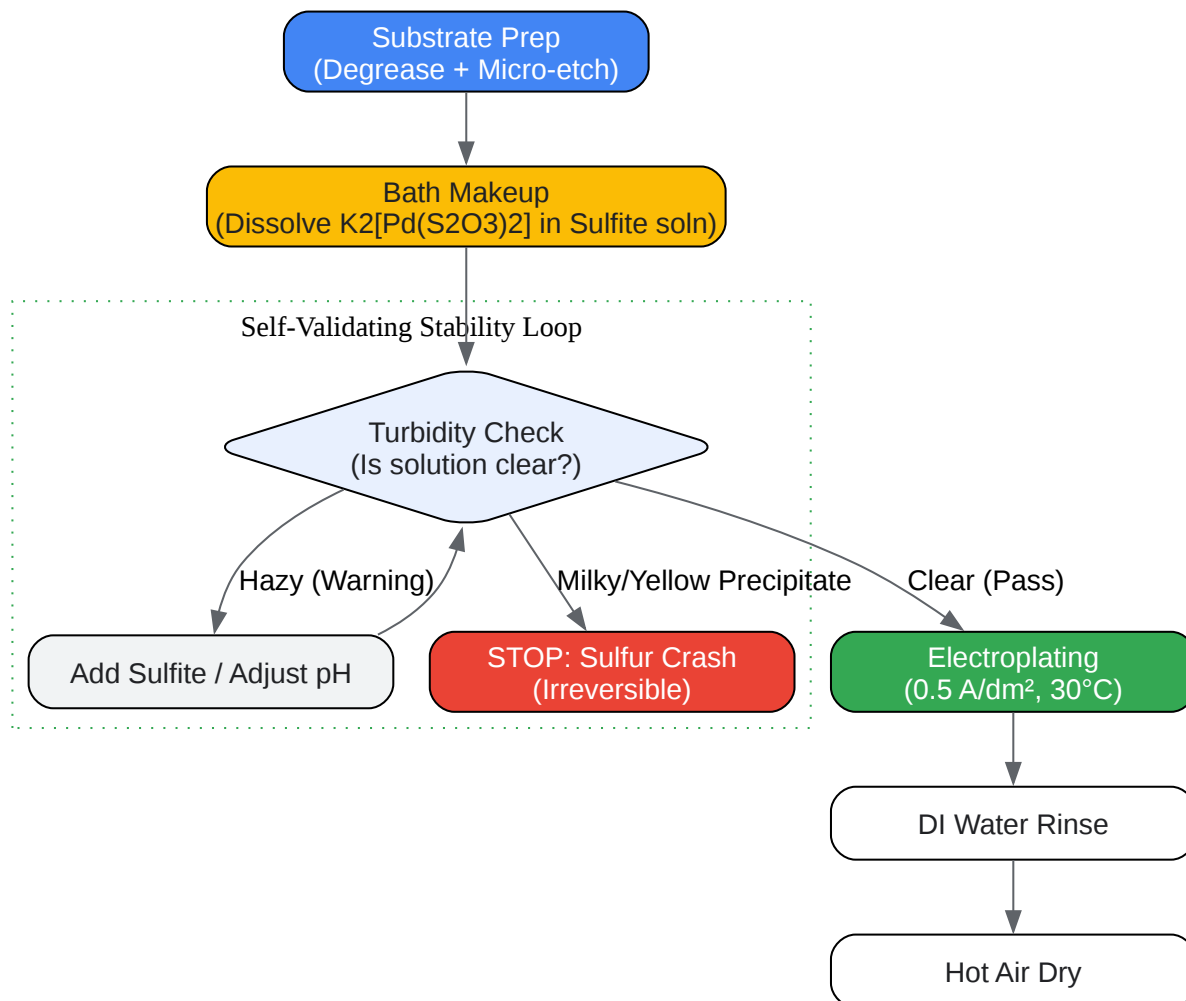 Substrate Prep
(Degrease + Micro-etch)
Bath Makeup
(Dissolve K2[Pd(S2O3)2] in Sulfite soln)
Self-Validating Stability Loop
Turbidity Check
(Is solution clear?)
Hazy (Warning)
Milky/Yellow Precipitate
Clear (Pass)
Add Sulfite / Adjust pH
STOP: Sulfur Crash
(Irreversible)
Electroplating
(0.5 A/dm², 30°C)
DI Water Rinse
Hot Air Dry